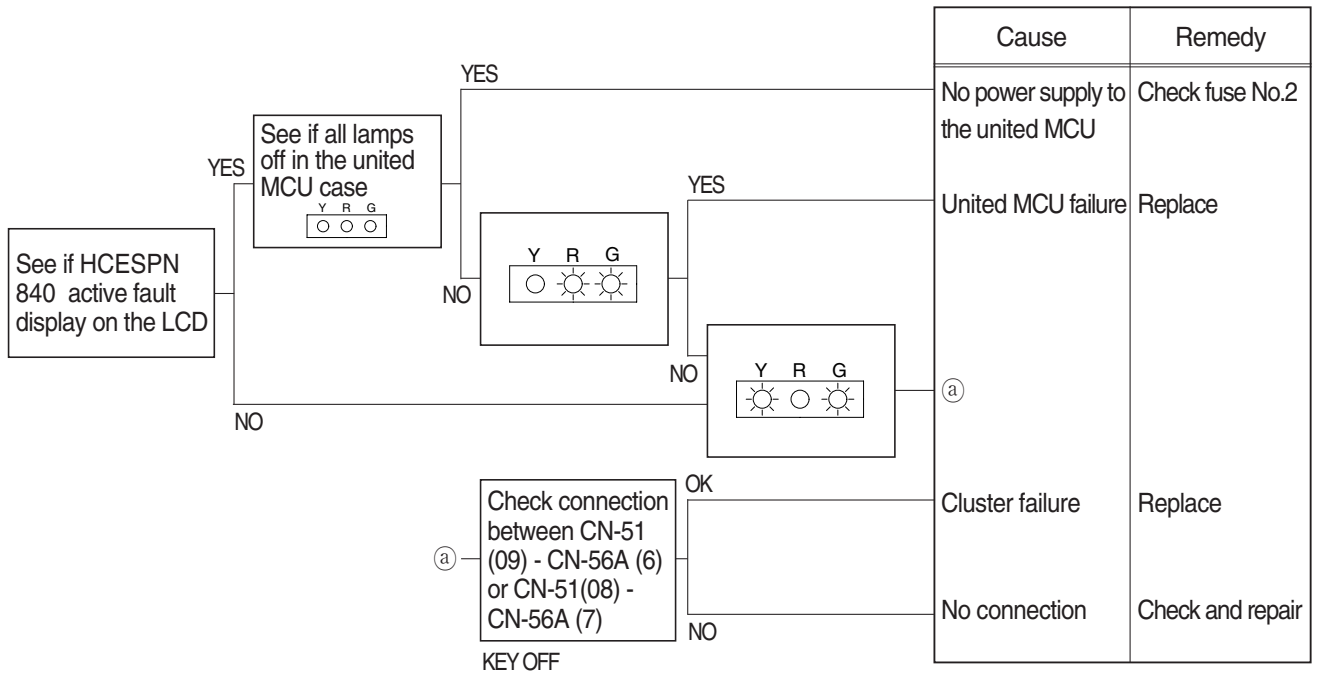 Cause
Remedy
YES
No power supply to
the united MCU
Check fuse No.2
See if all lamps
off in the united
MCU case
Y R G
YES
YES
United MCU failure
Replace
See if HCESPN
840 active fault
display on the LCD
Y R G
NO
NO
Y R G
ⓐ
NO
Check connection
between CN-51
(09) - CN-56A (6)
or CN-51(08) -
CN-56A (7)
OK
Cluster failure
Replace
ⓐ
No connection
Check and repair
NO
KEY OFF